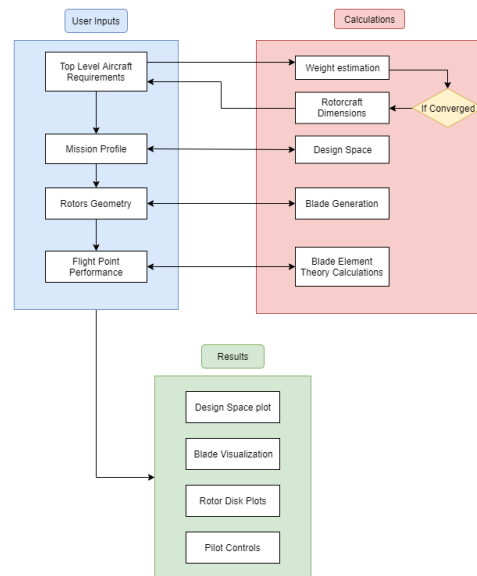 User Inputs
Calculations
Top Level Aircraft
Requirements
Weight estimation
If Converged
Rotorcraft
Dimensions
Mission Profile
Design Space
Rotors Geometry
Blade Generation
Flight Point
Performance
Blade Element
Theory Calculations
Results
Design Space plot
Blade Visualization
Rotor Disk Plots
Pilot Controls